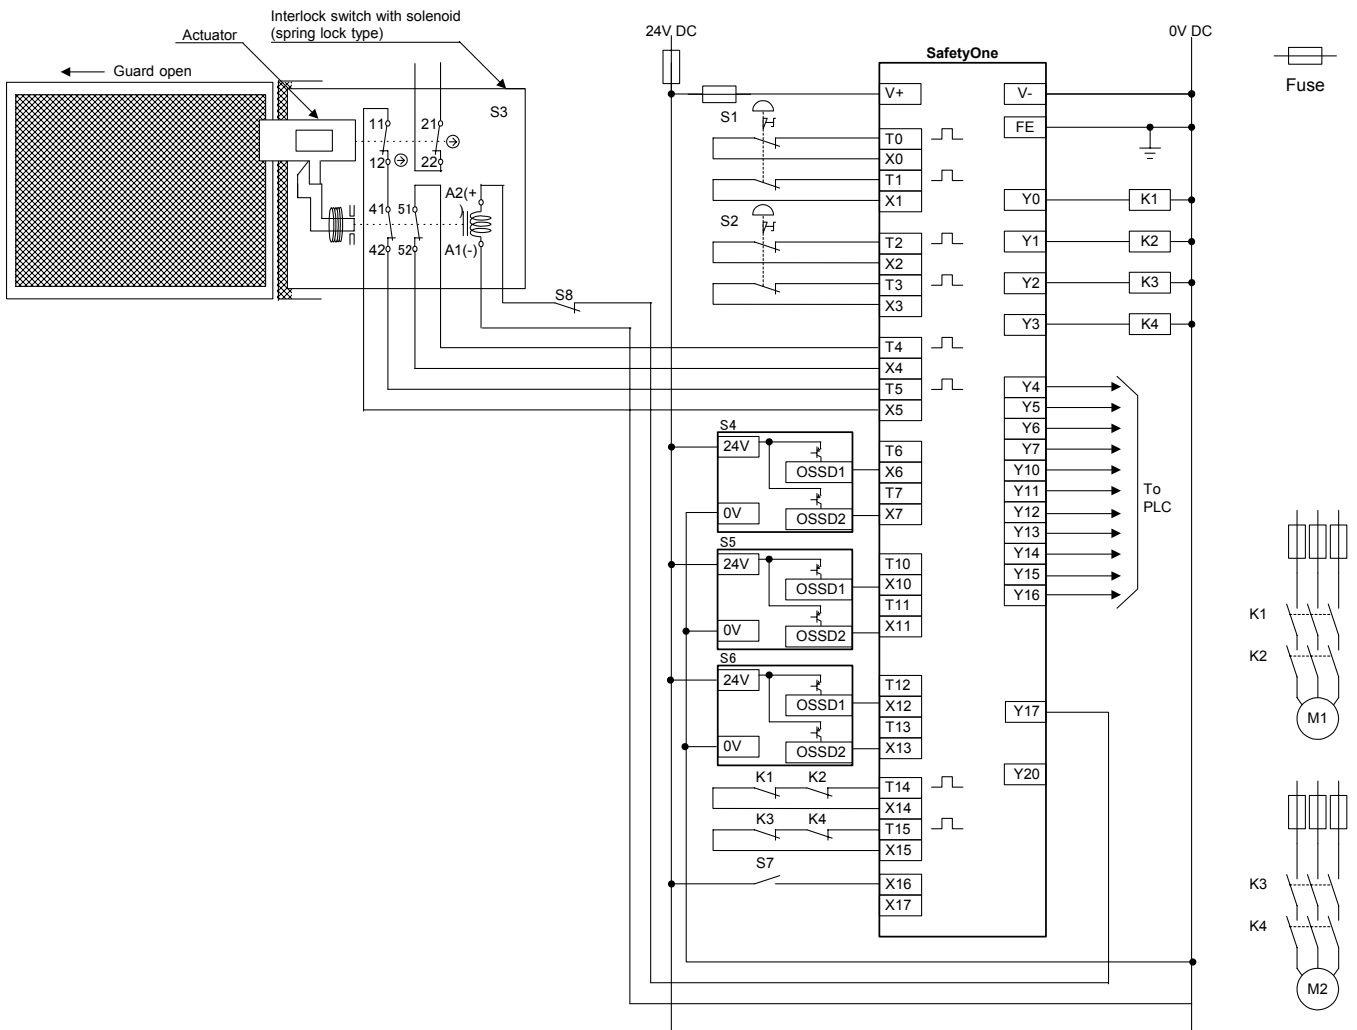 Interlock switch with solenoid
(spring lock type)
Actuator
Guard open
S3
11
21
12
22
A2(+
)
41
51
42
52
A1(-)
S8
24V DC
0V DC
SafetyOne
Fuse
S1
S2
V+
T0
X0
T1
X1
T2
X2
T3
X3
T4
X4
T5
X5
T6
X6
T7
X7
T10
X10
T11
X11
T12
X12
T13
X13
T14
X14
T15
X15
X16
X17
V-
FE
Y0
Y1
Y2
Y3
Y4
Y5
Y6
Y7
Y10
Y11
Y12
Y13
Y14
Y15
Y16
Y17
Y20
K1
K2
K3
K4
To
PLC
S4
24V
OSSD1
0V
OSSD2
S5
24V
OSSD1
0V
OSSD2
S6
24V
OSSD1
0V
OSSD2
K1 K2
K3 K4
S7
K1
K2
M1
K3
K4
M2